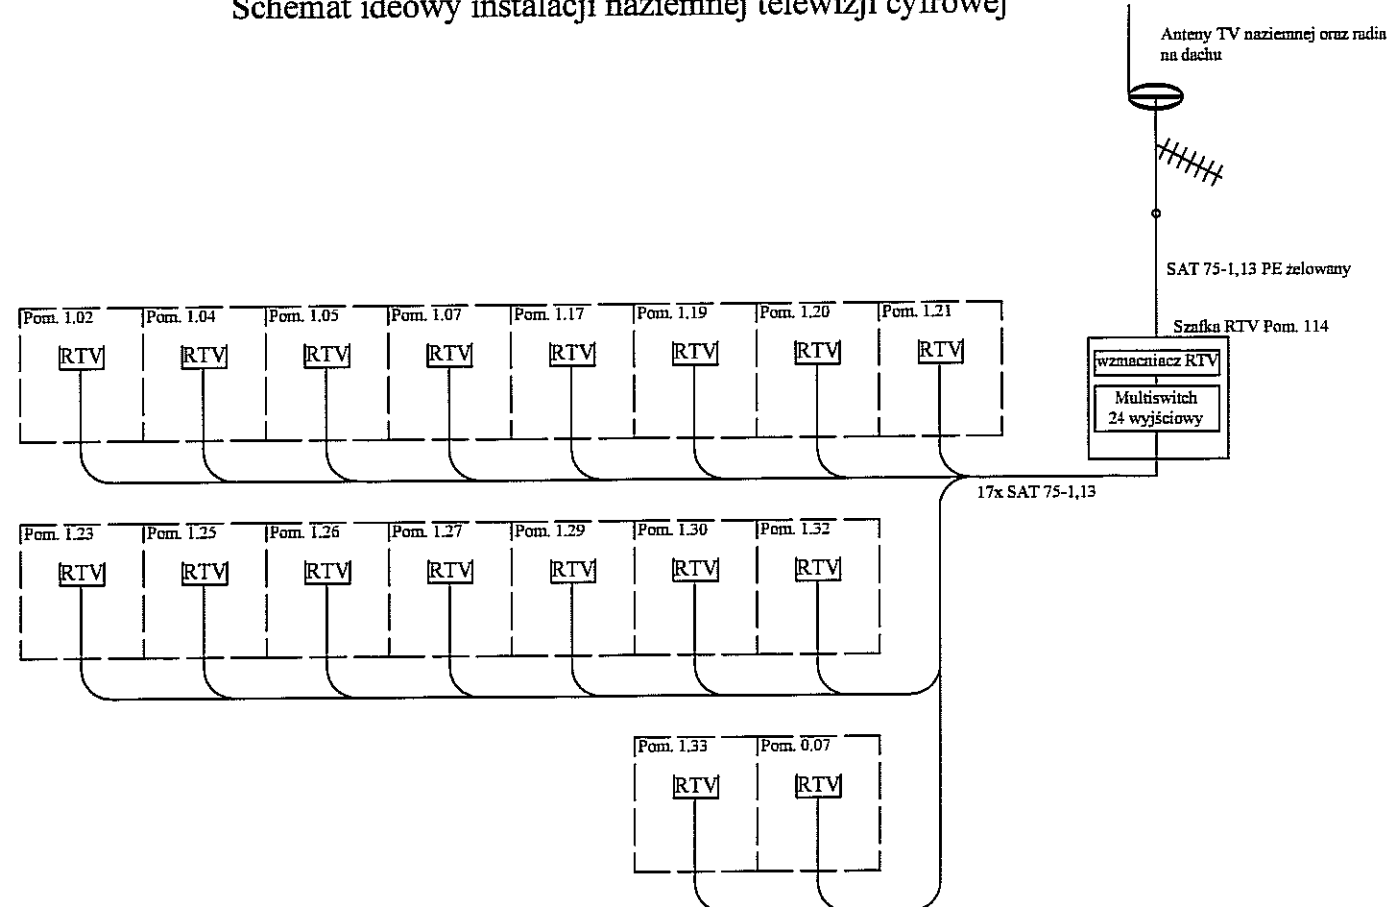 Schemat ideowy instalacji naziemnej telewizji cyfrowej
Anteny TV naziemnej oraz radia
na dachu
SAT 75-1,13 PE żelowany
Szafka RTV Pom. 114
wzmacniacz RTV
Multiswitch
24 wyjściowy
17x SAT 75-1,13
Pom. 1.02
Pom. 1.04
Pom. 1.05
Pom. 1.07
Pom. 1.17
Pom. 1.19
Pom. 1.20
Pom. 1.21
RTV
RTV
RTV
RTV
RTV
RTV
RTV
RTV
Pom. 1.23
Pom. 1.25
Pom. 1.26
Pom. 1.27
Pom. 1.29
Pom. 1.30
Pom. 1.32
RTV
RTV
RTV
RTV
RTV
RTV
RTV
Pom. 1.33
Pom. 0.07
RTV
RTV